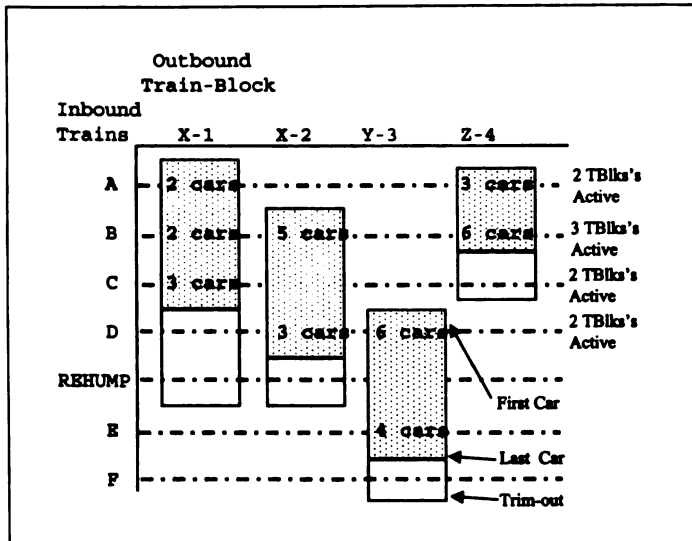 Outbound
Train-Block
Inbound
Trains X-1 X-2 Y-3 Z-4
A 2 cars 3 cars 2 TBlks's
Active
B 2 cars 5 cars 6 cars 3 TBlks's
Active
C 3 cars 2 TBlks's
Active
D 3 cars 6 cars 2 TBlks's
Active
REHUMP
First Car
E 4 cars
Last Car
F
Trim-out